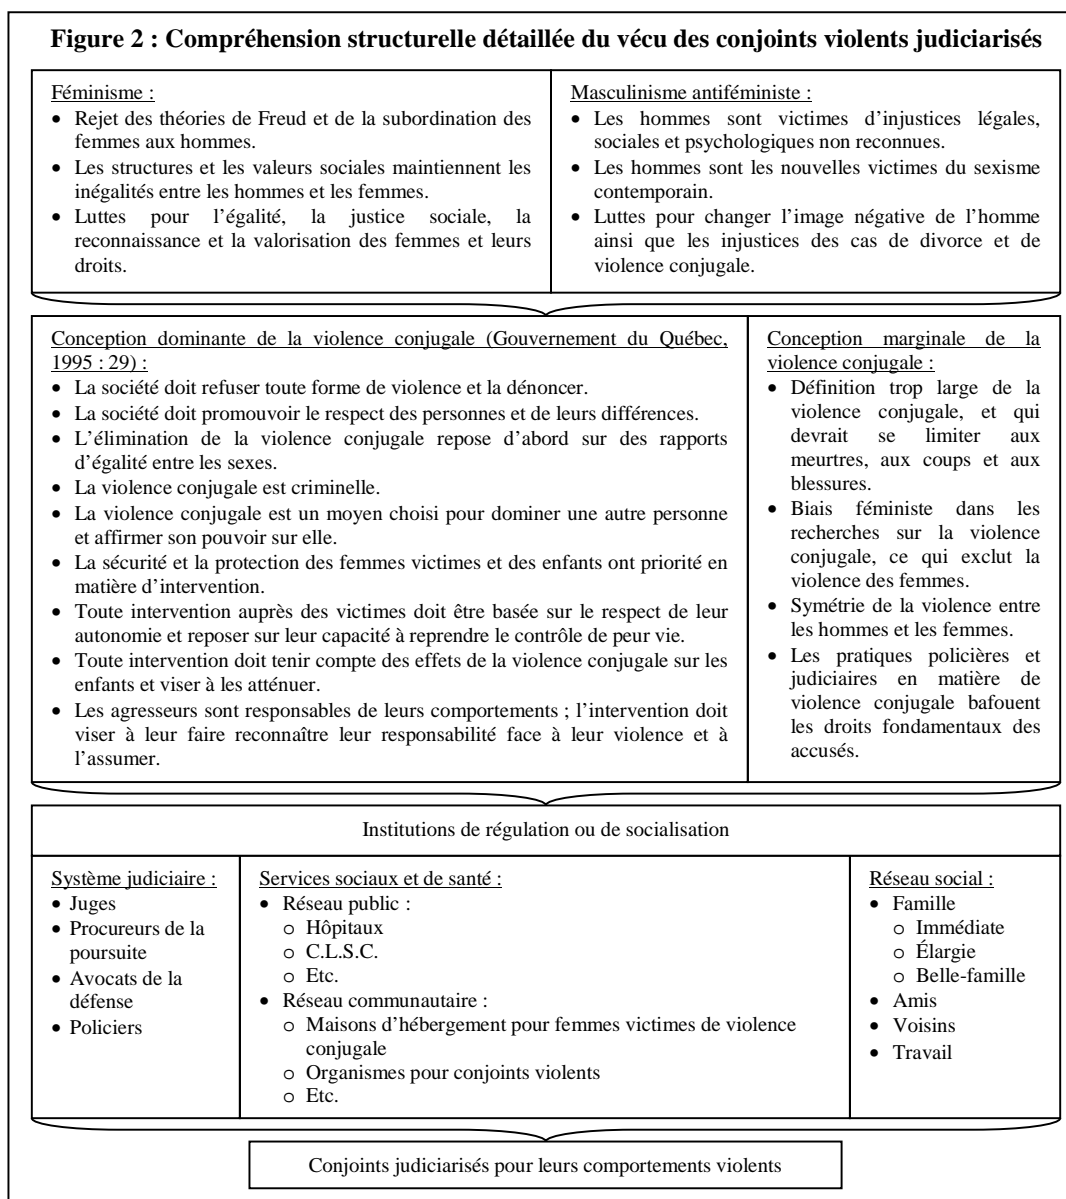 Figure 2 : Compréhension structurelle détaillée du vécu des conjoints violents judiciarisés
Féminisme :
• Rejet des théories de Freud et de la subordination des
femmes aux hommes.
• Les structures et les valeurs sociales maintiennent les
inégalités entre les hommes et les femmes.
• Luttes pour l'égalité, la justice sociale, la
reconnaissance et la valorisation des femmes et leurs
droits.
Masculinisme antiféministe :
• Les hommes sont victimes d'injustices légales,
sociales et psychologiques non reconnues.
• Les hommes sont les nouvelles victimes du sexisme
contemporain.
• Luttes pour changer l'image négative de l'homme
ainsi que les injustices des cas de divorce et de
violence conjugale.
Conception dominante de la violence conjugale (Gouvernement du Québec,
1995 : 29) :
• La société doit refuser toute forme de violence et la dénoncer.
• La société doit promouvoir le respect des personnes et de leurs différences.
• L'élimination de la violence conjugale repose d'abord sur des rapports
d'égalité entre les sexes.
• La violence conjugale est criminelle.
• La violence conjugale est un moyen choisi pour dominer une autre personne
et affirmer son pouvoir sur elle.
• La sécurité et la protection des femmes victimes et des enfants ont priorité en
matière d'intervention.
• Toute intervention auprès des victimes doit être basée sur le respect de leur
autonomie et reposer sur leur capacité à reprendre le contrôle de peur vie.
• Toute intervention doit tenir compte des effets de la violence conjugale sur les
enfants et viser à les atténuer.
• Les agresseurs sont responsables de leurs comportements ; l'intervention doit
viser à leur faire reconnaître leur responsabilité face à leur violence et à
l'assumer.
Conception marginale de la
violence conjugale :
• Définition trop large de la
violence conjugale, et qui
devrait se limiter aux
meurtres, aux coups et aux
blessures.
• Biais féministe dans les
recherches sur la violence
conjugale, ce qui exclut la
violence des femmes.
• Symétrie de la violence entre
les hommes et les femmes.
• Les pratiques policières et
judiciaires en matière de
violence conjugale bafouent
les droits fondamentaux des
accusés.
Institutions de régulation ou de socialisation
Système judiciaire :
• Juges
• Procureurs de la
poursuite
• Avocats de la
défense
• Policiers
Services sociaux et de santé :
• Réseau public :
o Hôpitaux
o C.L.S.C.
o Etc.
• Réseau communautaire :
o Maisons d'hébergement pour femmes victimes de violence
conjugale
o Organismes pour conjoints violents
o Etc.
Réseau social :
• Famille
o Immédiate
o Élargie
o Belle-famille
• Amis
• Voisins
• Travail
Conjoints judiciarisés pour leurs comportements violents